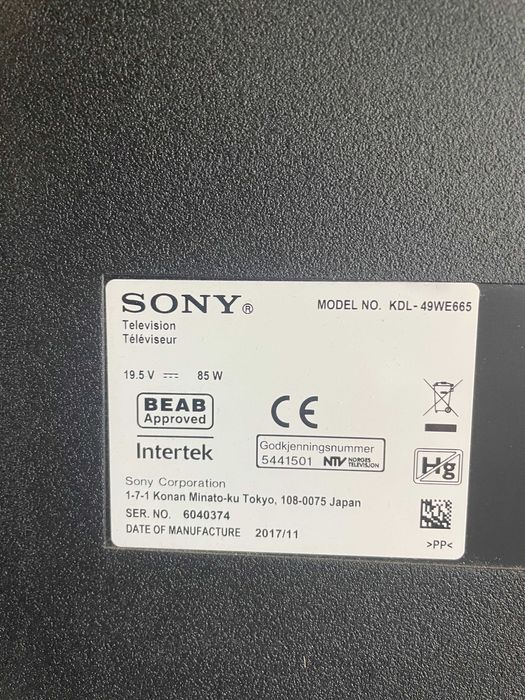 SONY®
MODEL NO. KDL-49WE665
Television
Téléviseur
19.5 V ⎓ 85 W
BEAB
Approved
CE
Intertek
Godkjenningsnummer
5441501 NTV NORGES TELEVISJON
Hg
Sony Corporation
1-7-1 Konan Minato-ku Tokyo, 108-0075 Japan
SER. NO. 6040374
DATE OF MANUFACTURE 2017/11
>PP<